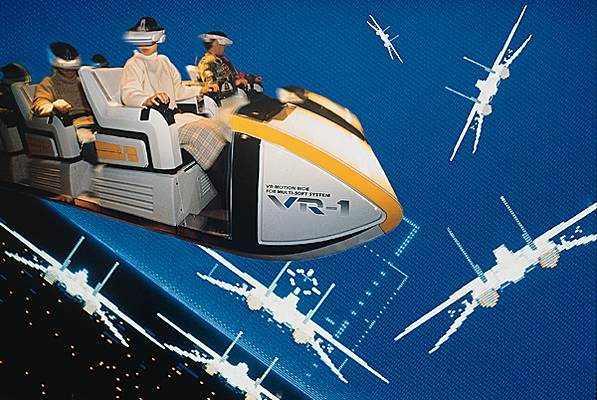 VR-MOTION RIDE
FOR MULTI-SOFT SYSTEM
VR-1